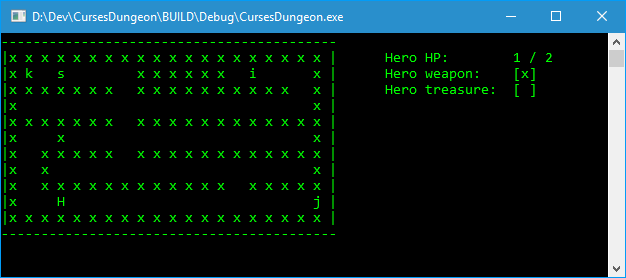 D:\Dev\CursesDungeon\BUILD\Debug\CursesDungeon.exe
------------------------------------------
|x x x x x x x x x x x x x x x x x x x x |      Hero HP:        1 / 2
|x k   s         x x x x x x   i       x |      Hero weapon:    [x]
|x x x x x x x   x x x x x x x x x x   x |      Hero treasure:  [ ]
|x                                     x |
|x x x x x x x   x x x x x x x x x x x x |
|x     x                               x |
|x   x x x x x   x x x x x x x x x x x x |
|x   x                                 x |
|x   x x x x x x x x x x x x   x x x x x |
|x     H                               j |
|x x x x x x x x x x x x x x x x x x x x |
------------------------------------------